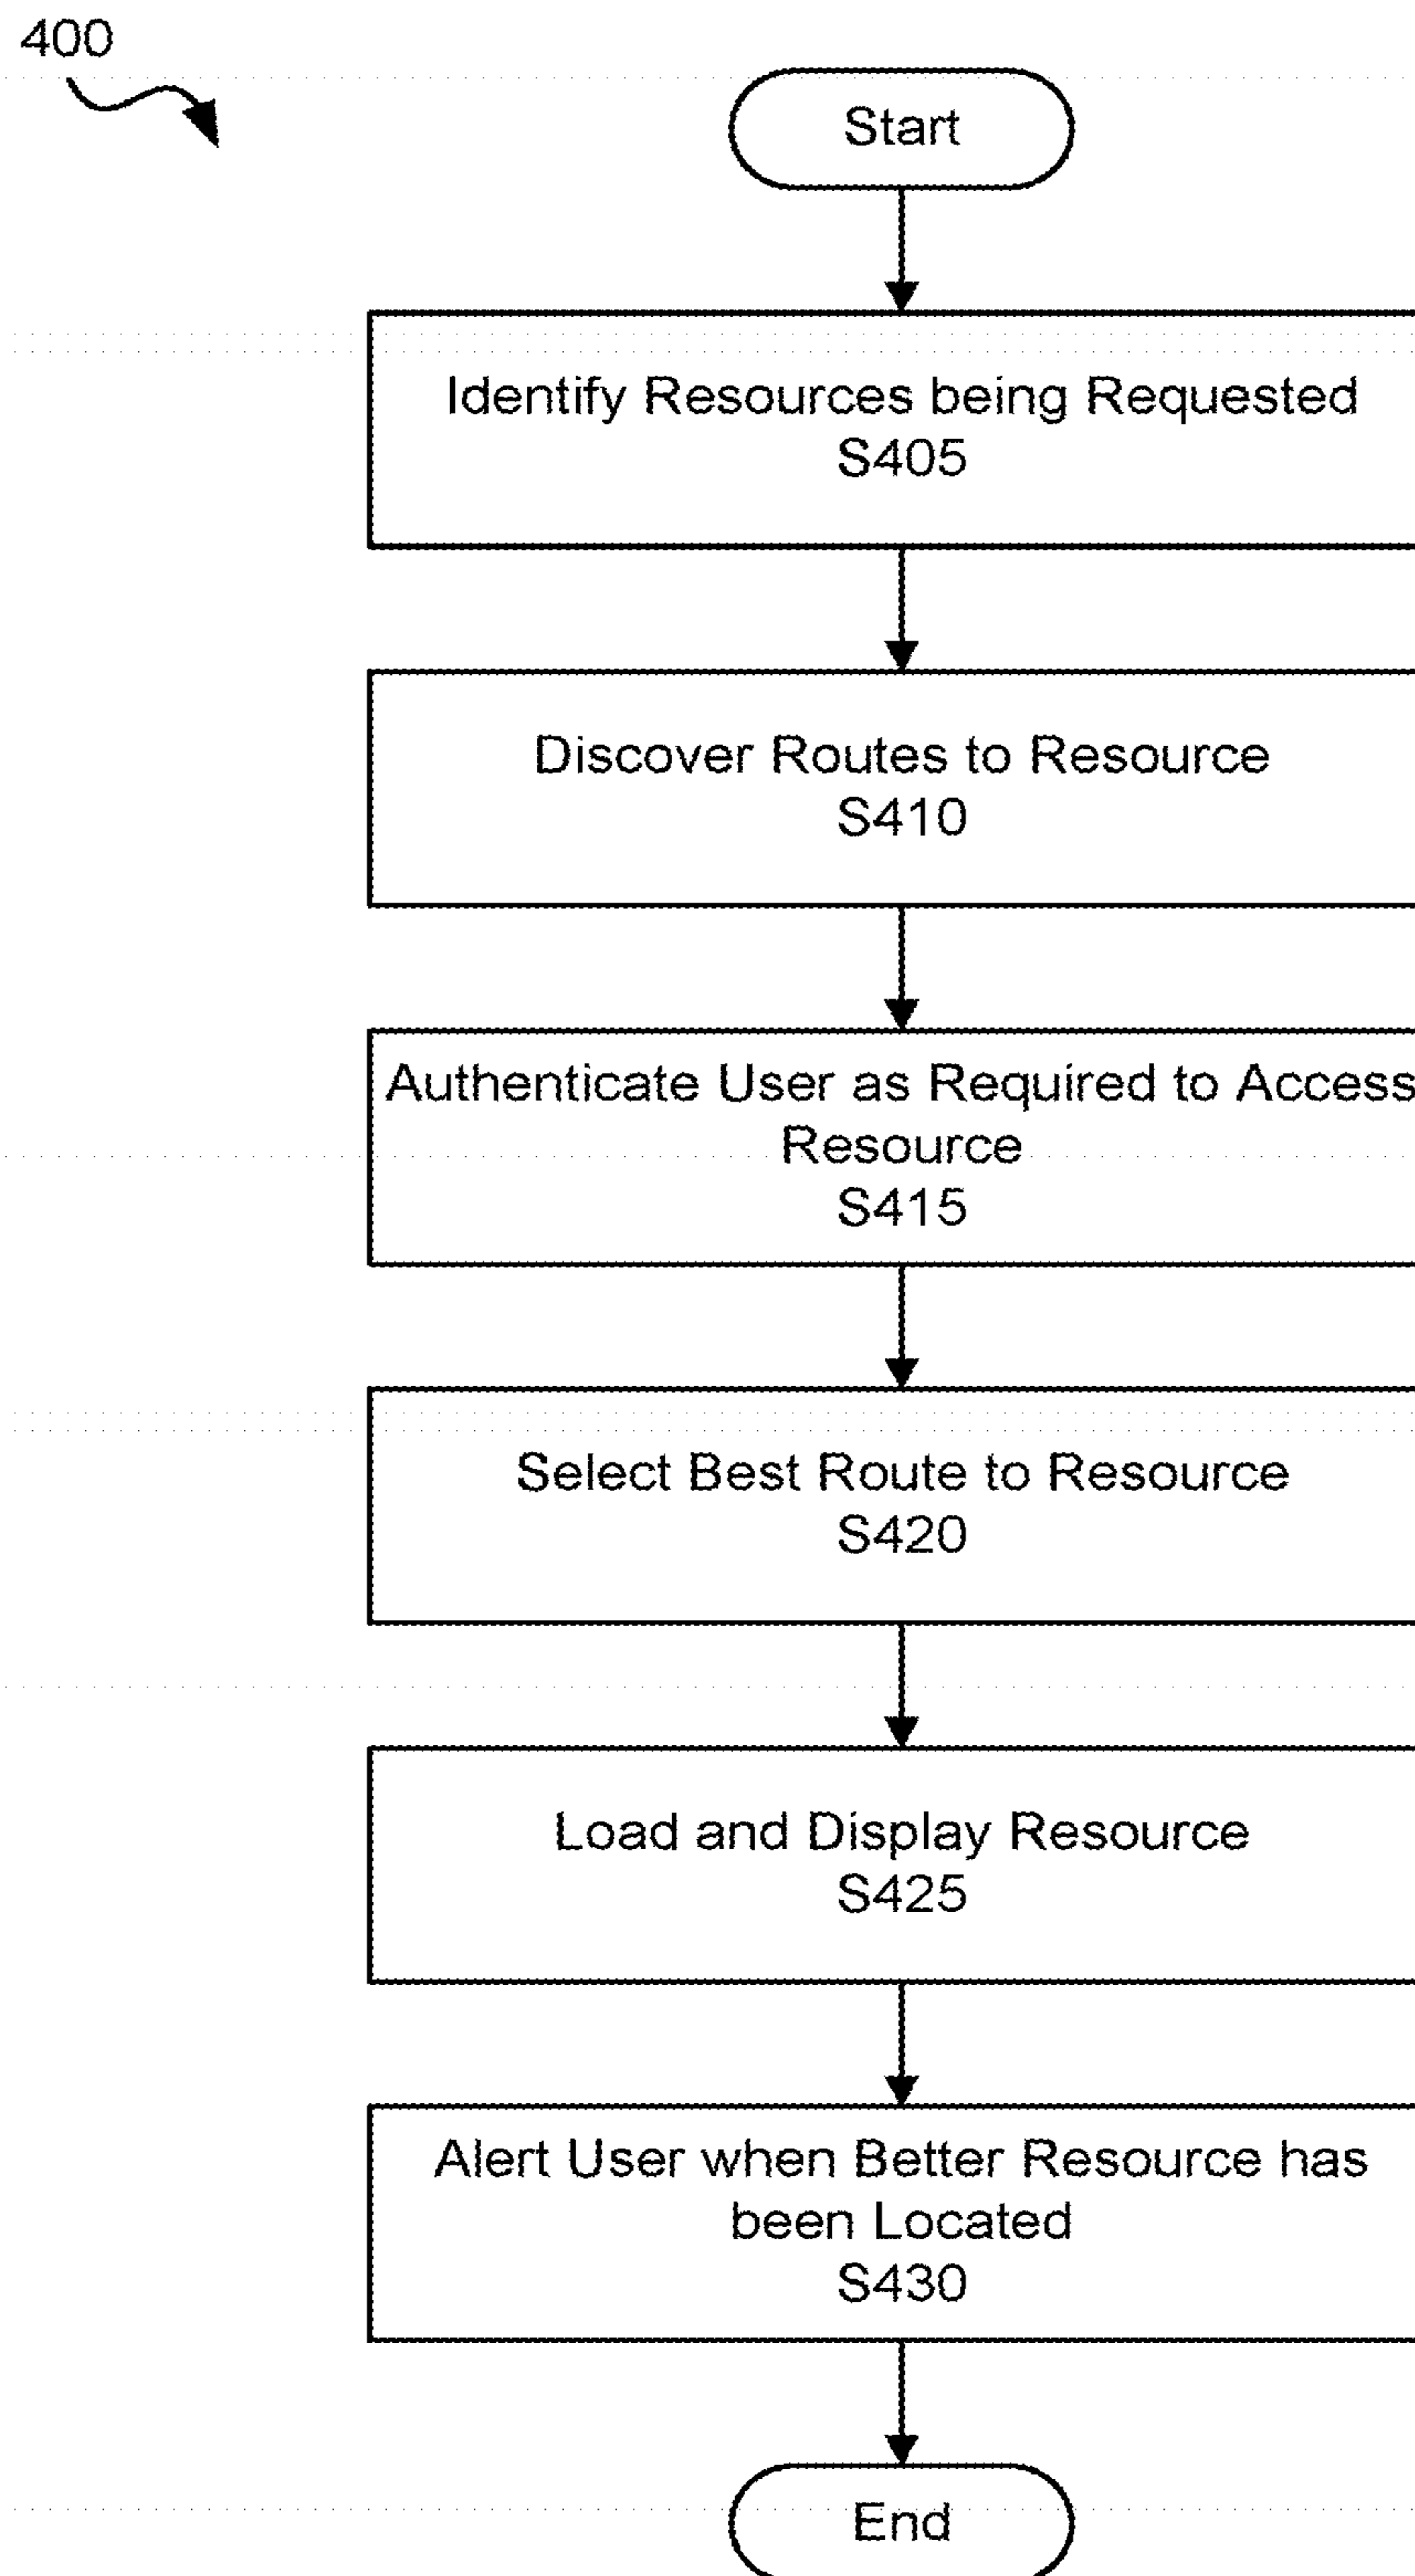 400
Start
Identify Resources being Requested
S405
Discover Routes to Resource
S410
Authenticate User as Required to Access
Resource
S415
Select Best Route to Resource
S420
Load and Display Resource
S425
Alert User when Better Resource has
been Located
S430
End